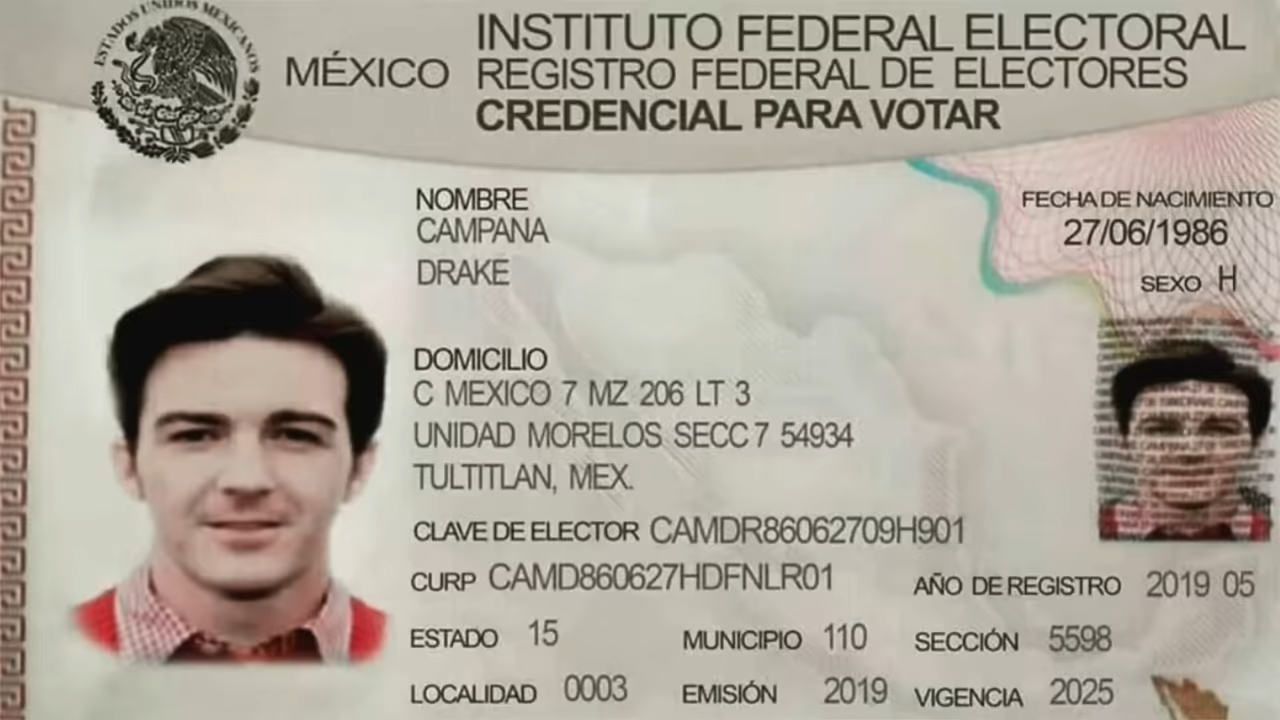 ESTADOS UNIDOS MEXICANOS
MÉXICO
INSTITUTO FEDERAL ELECTORAL
REGISTRO FEDERAL DE ELECTORES
CREDENCIAL PARA VOTAR
NOMBRE
CAMPANA
DRAKE
FECHA DE NACIMIENTO
27/06/1986
SEXO H
DOMICILIO
C MEXICO 7 MZ 206 LT 3
UNIDAD MORELOS SECC 7 54934
TULTITLAN, MEX.
CLAVE DE ELECTOR CAMDR86062709H901
CURP CAMD860627HDFNLR01 AÑO DE REGISTRO 2019 05
ESTADO 15 MUNICIPIO 110 SECCIÓN 5598
LOCALIDAD 0003 EMISIÓN 2019 VIGENCIA 2025